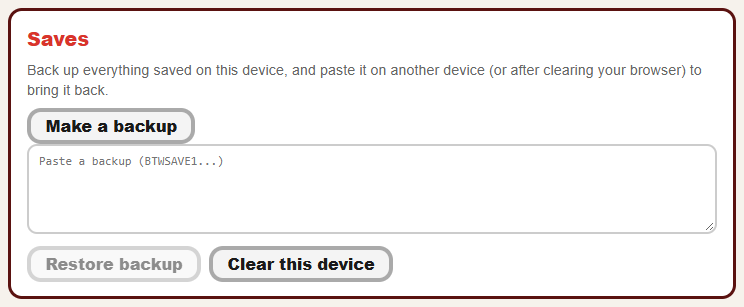 Saves
Back up everything saved on this device, and paste it on another device (or after clearing your browser) to
bring it back.
Make a backup
Paste a backup (BTWSAVE1...)
Restore backup
Clear this device